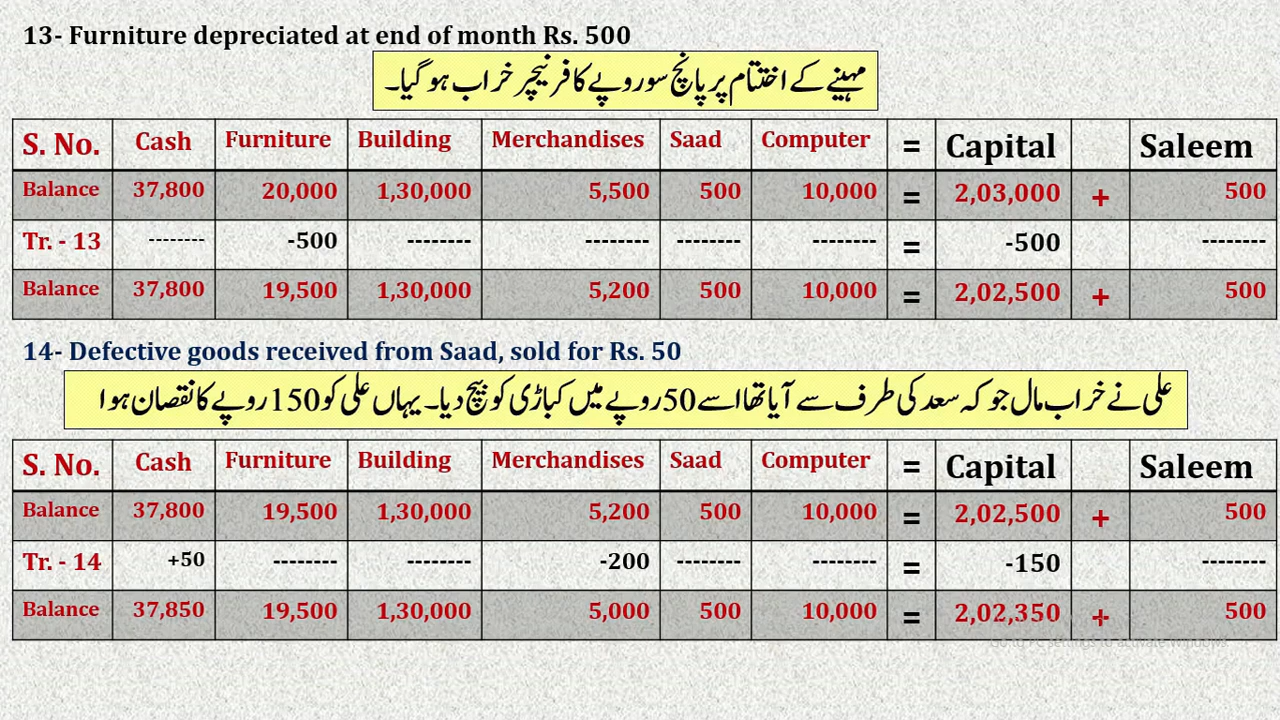 13- Furniture depreciated at end of month Rs. 500
مہینے کے اختتام پر پانچ سو روپے کا فرنیچر خراب ہو گیا۔
S. No. Cash Furniture Building Merchandises Saad Computer = Capital Saleem
Balance 37,800 20,000 1,30,000 5,500 500 10,000 = 2,03,000 + 500
Tr. - 13 -------- -500 -------- -------- -------- -------- = -500 --------
Balance 37,800 19,500 1,30,000 5,200 500 10,000 = 2,02,500 + 500
14- Defective goods received from Saad, sold for Rs. 50
علی نے خراب مال جو کہ سعد کی طرف سے آیا تھا اسے 50 روپے میں کباڑی کو بیچ دیا۔ یہاں علی کو 150 روپے کا نقصان ہوا
S. No. Cash Furniture Building Merchandises Saad Computer = Capital Saleem
Balance 37,800 19,500 1,30,000 5,200 500 10,000 = 2,02,500 + 500
Tr. - 14 +50 -------- -------- -200 -------- -------- = -150 --------
Balance 37,850 19,500 1,30,000 5,000 500 10,000 = 2,02,350 + 500
Go to PC settings to activate Windows